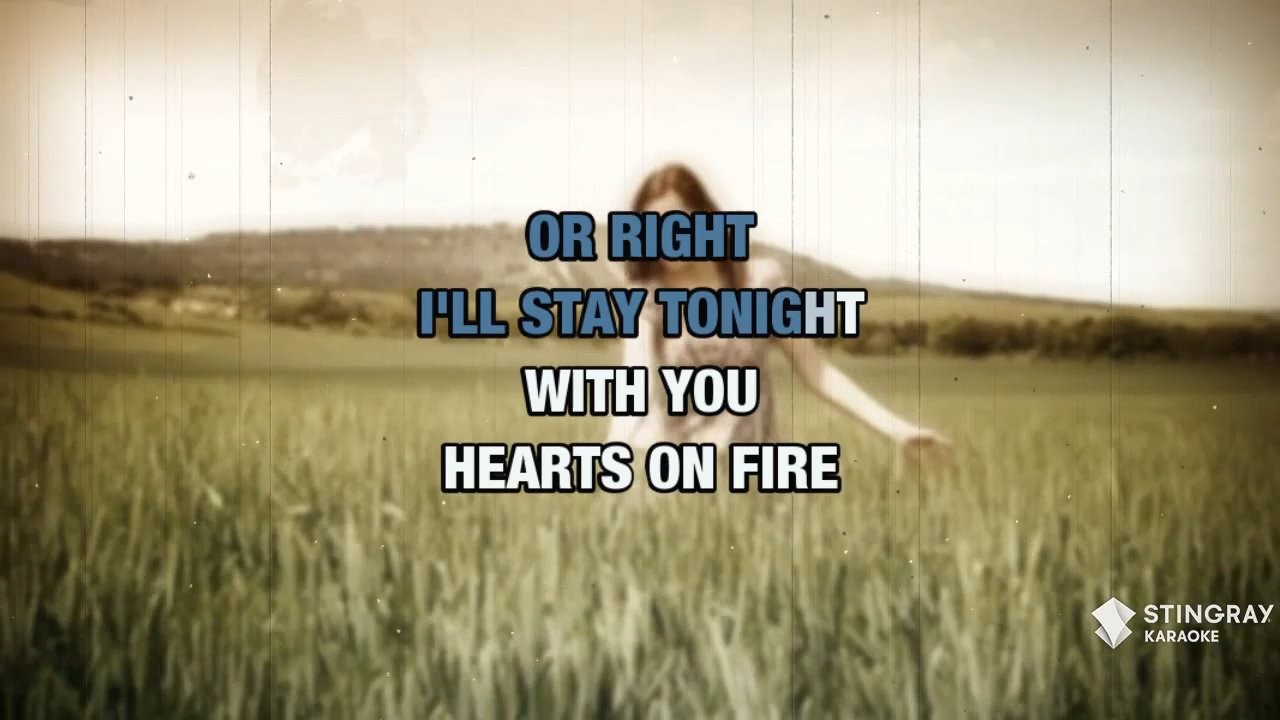 OR RIGHT
I'LL STAY TONIGHT
WITH YOU
HEARTS ON FIRE
STINGRAY
KARAOKE